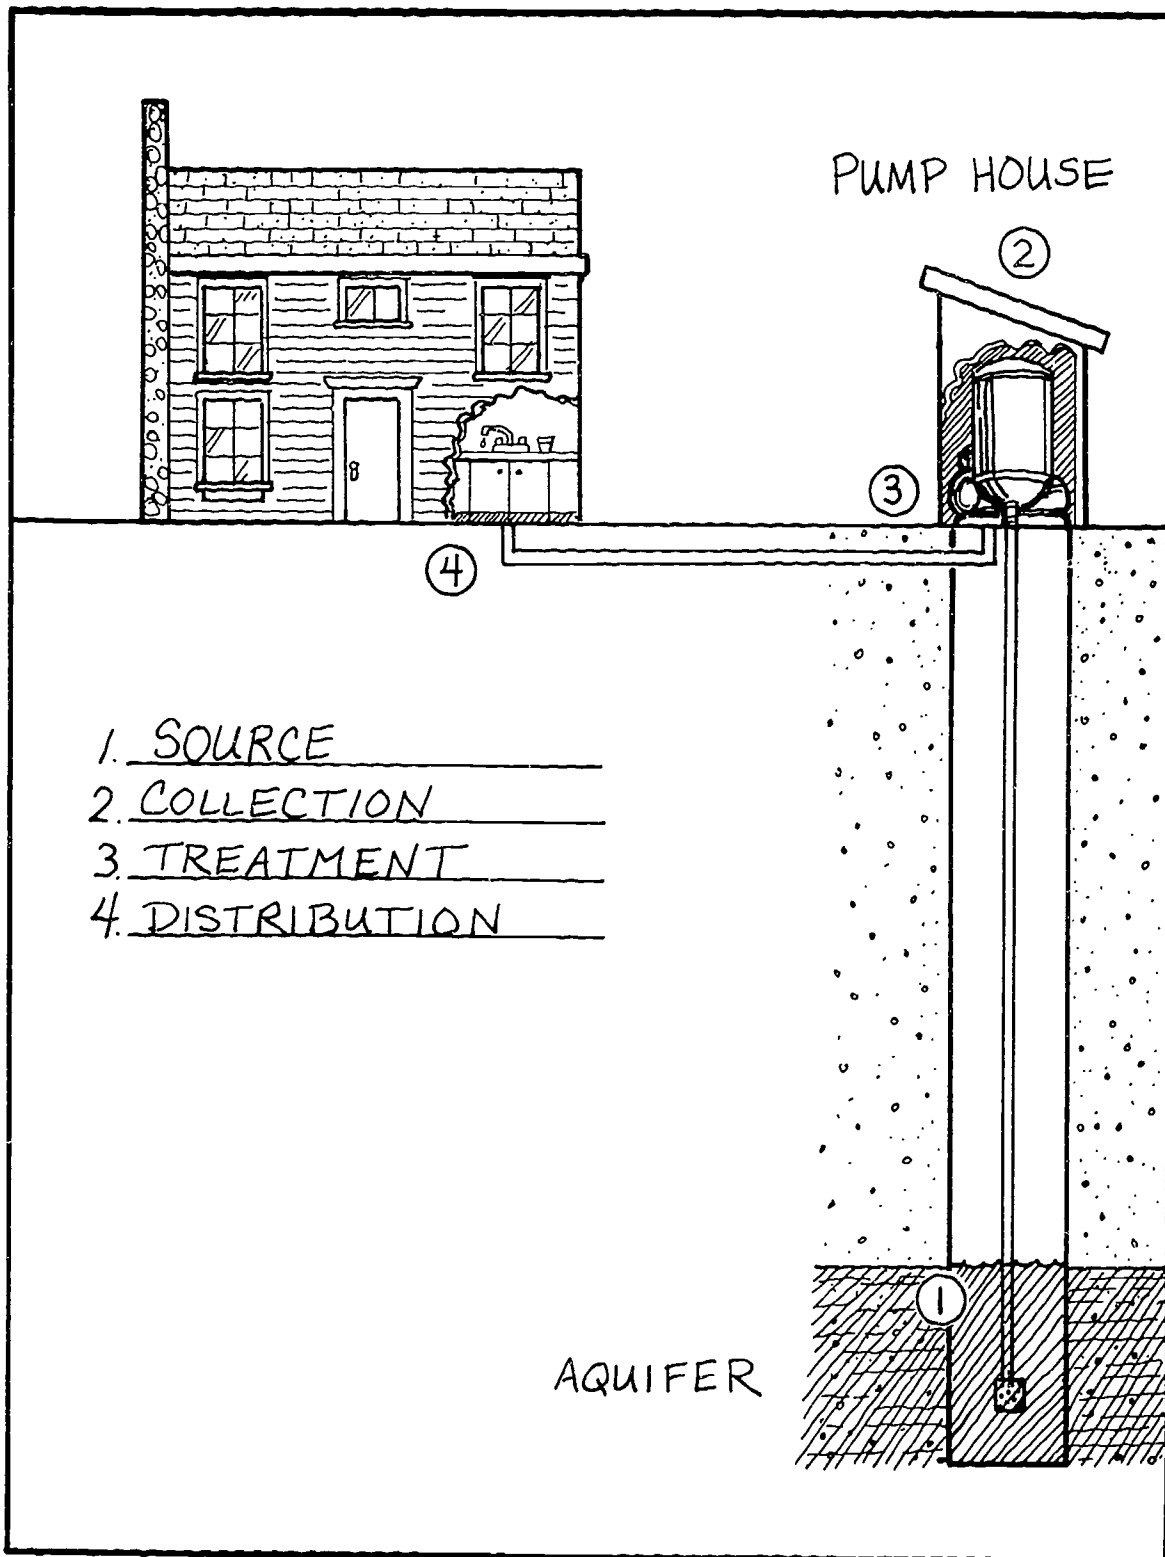 PUMP HOUSE
2
3
4
1. SOURCE
2. COLLECTION
3. TREATMENT
4. DISTRIBUTION
1
AQUIFER